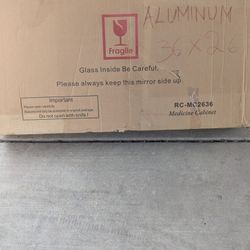 ALUMINUM
36 X 26
Fragile
Glass Inside Be Careful.
Please always keep this mirror side up
Important
Do not open with knife !
RC-MC2636
Medicine Cabinet